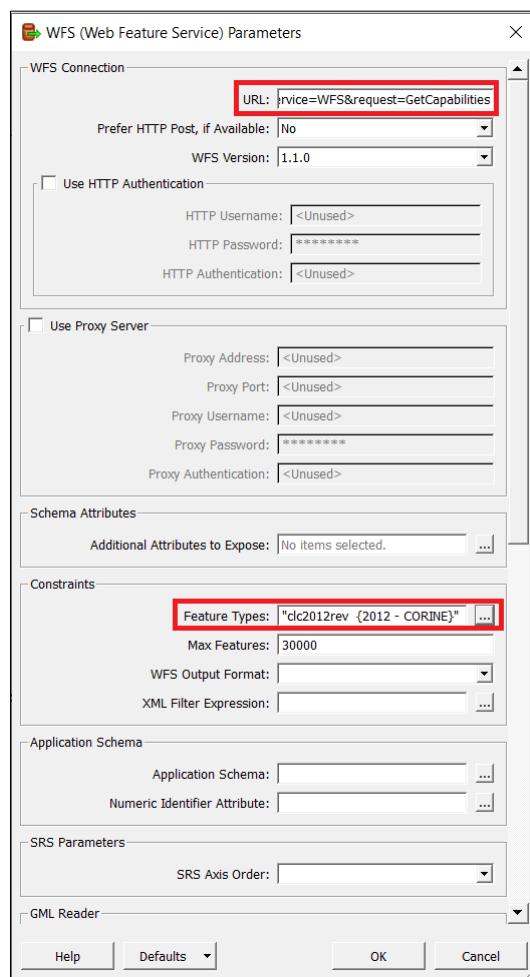 WFS (Web Feature Service) Parameters
WFS Connection
URL: ervice=WFS&request=GetCapabilities
Prefer HTTP Post, if Available: No
WFS Version: 1.1.0
Use HTTP Authentication
HTTP Username: <Unused>
HTTP Password: ********
HTTP Authentication: <Unused>
Use Proxy Server
Proxy Address: <Unused>
Proxy Port: <Unused>
Proxy Username: <Unused>
Proxy Password: ********
Proxy Authentication: <Unused>
Schema Attributes
Additional Attributes to Expose: No items selected. ...
Constraints
Feature Types: "clc2012rev {2012 - CORINE}" ...
Max Features: 30000
WFS Output Format:
XML Filter Expression: ...
Application Schema
Application Schema: ...
Numeric Identifier Attribute: ...
SRS Parameters
SRS Axis Order:
GML Reader
Help Defaults OK Cancel